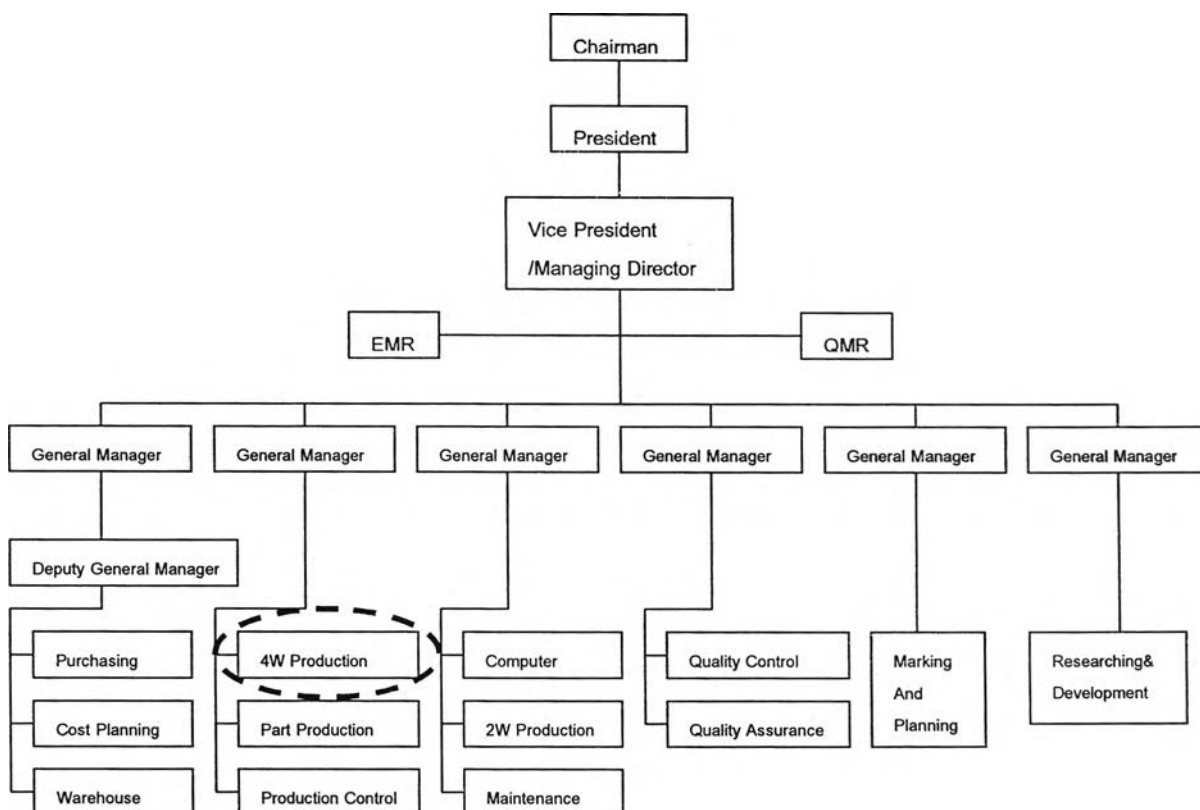 Chairman
President
Vice President
/Managing Director
EMR
QMR
General Manager
General Manager
General Manager
General Manager
General Manager
General Manager
Deputy General Manager
Purchasing
4W Production
Computer
Quality Control
Marking
And
Planning
Researching&
Development
Cost Planning
Part Production
2W Production
Quality Assurance
Warehouse
Production Control
Maintenance